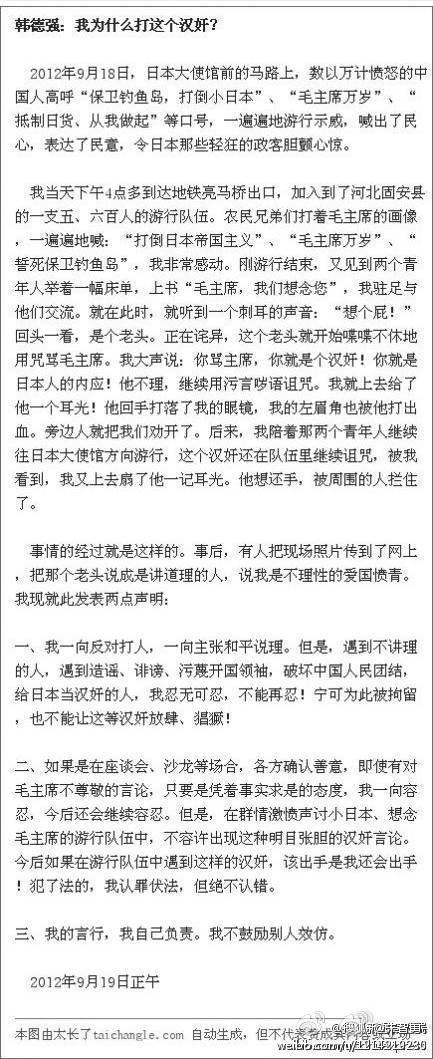 韩德强：我为什么打这个汉奸？
2012年9月18日，日本大使馆前的马路上，数以万计愤怒的中
国人高呼“保卫钓鱼岛，打倒小日本”、“毛主席万岁”、“
抵制日货、从我做起”等口号，一遍遍地游行示威，喊出了民
心，表达了民意，令日本那些轻狂的政客胆颤心惊。
我当天下午4点多到达地铁亮马桥出口，加入到了河北固安县
的一支五、六百人的游行队伍。农民兄弟们打着毛主席的画像
，一遍遍地喊：“打倒日本帝国主义”、“毛主席万岁”、“
誓死保卫钓鱼岛”，我非常感动。刚游行结束，又见到两个青
年人举着一幅床单，上书“毛主席，我们想念您”，我驻足与
他们交流。就在此时，就听到一个刺耳的声音：“想个屁！”
回头一看，是个老头。正在诧异，这个老头就开始喋喋不休地
用咒骂毛主席。我大声说：你骂主席，你就是个汉奸！你就是
日本人的内应！他不理，继续用污言哕语诅咒。我就上去给了
他一个耳光！他回手打落了我的眼镜，我的左眉角也被他打出
血。旁边人就把我们劝开了。后来，我陪着那两个青年人继续
往日本大使馆方向游行，这个汉奸还在队伍里继续诅咒，被我
看到，我又上去扇了他一记耳光。他想还手，被周围的人拦住
了。
事情的经过就是这样的。事后，有人把现场照片传到了网上
，把那个老头说成是讲道理的人，说我是不理性的爱国愤青。
我现就此发表两点声明：
一、我一向反对打人，一向主张和平说理。但是，遇到不讲理
的人，遇到造谣、诽谤、污蔑开国领袖，破坏中国人民团结，
给日本当汉奸的人，我忍无可忍，不能再忍！宁可为此被拘留
，也不能让这等汉奸放肆、猖獗！
二、如果是在座谈会、沙龙等场合，各方确认善意，即使有对
毛主席不尊敬的言论，只要是凭着事实求是的态度，我一向容
忍，今后还会继续容忍。但是，在群情激愤声讨小日本、想念
毛主席的游行队伍中，不容许出现这种明目张胆的汉奸言论。
今后如果在游行队伍中遇到这样的汉奸，该出手是我还会出手
！犯了法的，我认罪伏法，但绝不认错。
三、我的言行，我自己负责。我不鼓励别人效仿。
2012年9月19日正午
本图由太长了taichangle.com 自动生成，但不代表赞成其内容或立场